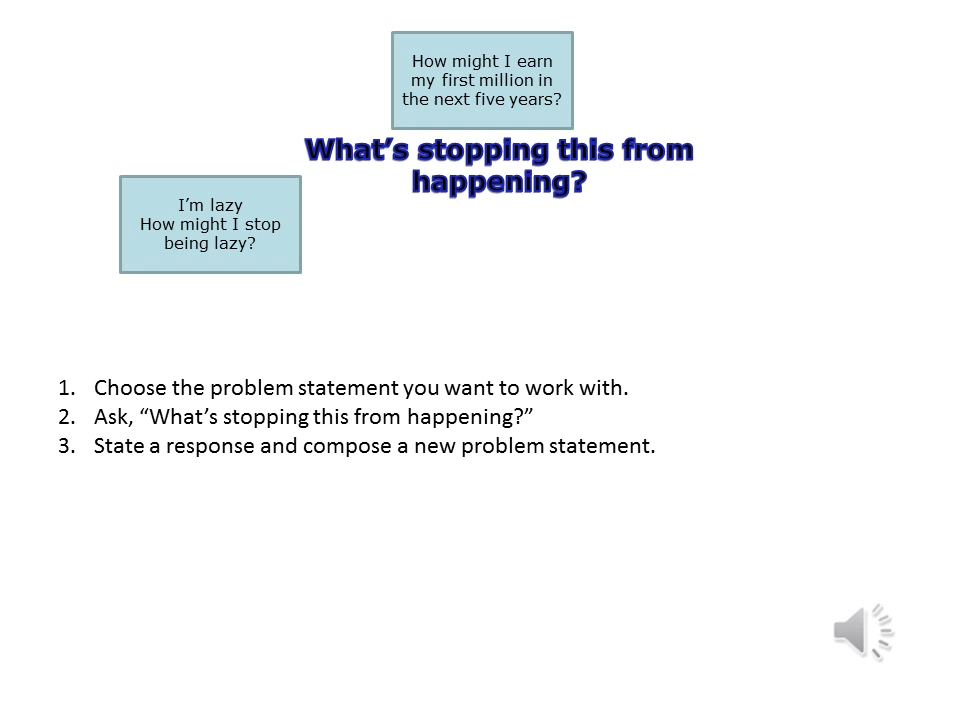 How might I earn
my first million in
the next five years?
What’s stopping this from
happening?
I’m lazy
How might I stop
being lazy?
1. Choose the problem statement you want to work with.
2. Ask, “What’s stopping this from happening?”
3. State a response and compose a new problem statement.